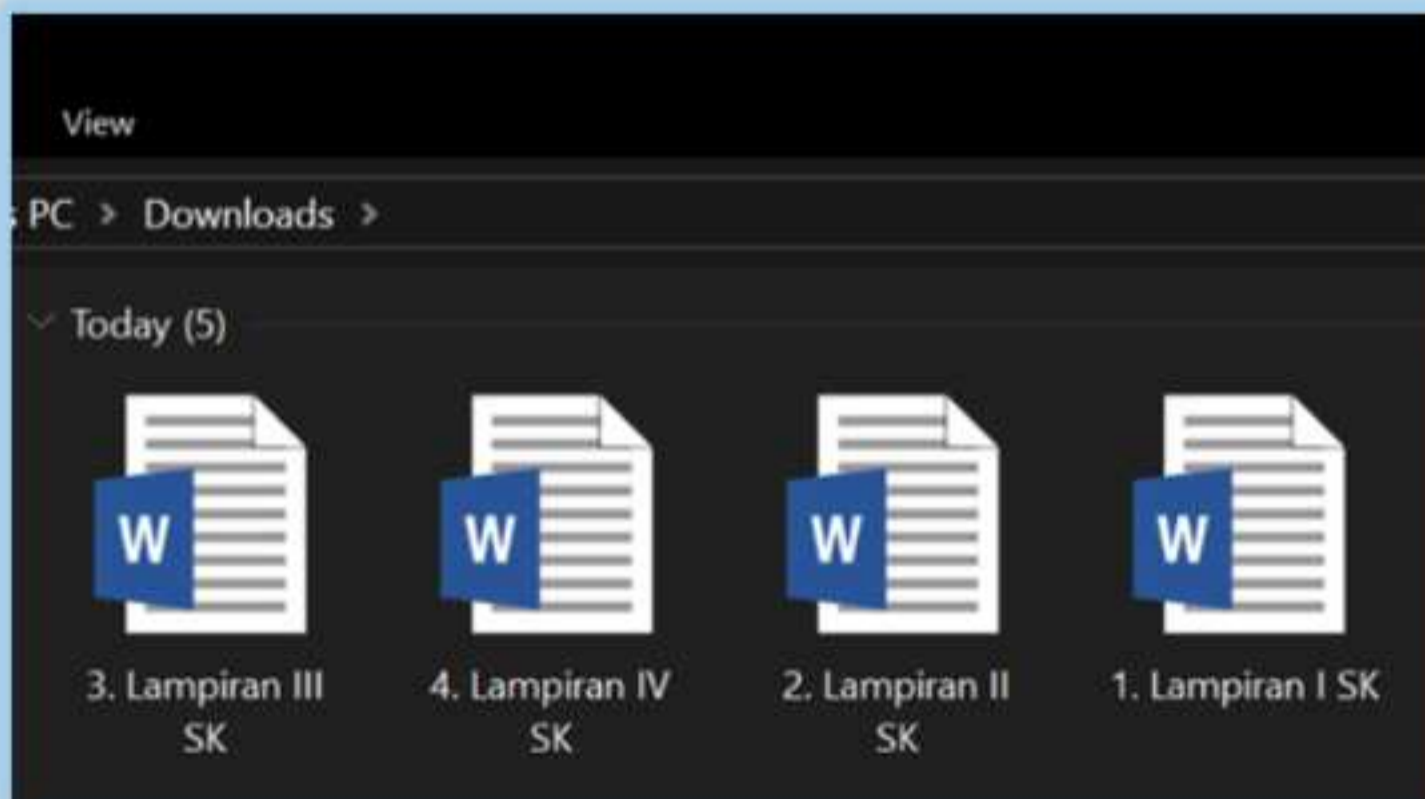 View
PC > Downloads >
Today (5)
W
W
W
W
3. Lampiran III
SK
4. Lampiran IV
SK
2. Lampiran II
SK
1. Lampiran I SK